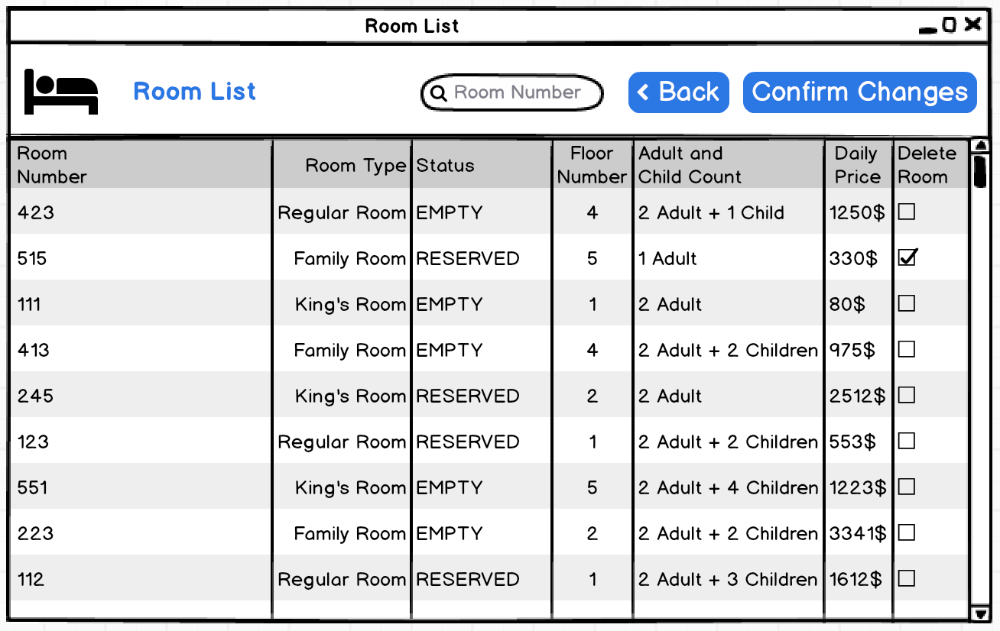 Room List
Room List
Room Number
Back
Confirm Changes
Room Number
Room Type
Status
Floor Number
Adult and Child Count
Daily Price
Delete Room
423 Regular Room EMPTY 4 2 Adult + 1 Child 1250$
515 Family Room RESERVED 5 1 Adult 330$
111 King's Room EMPTY 1 2 Adult 80$
413 Family Room EMPTY 4 2 Adult + 2 Children 975$
245 King's Room RESERVED 2 2 Adult 2512$
123 Regular Room RESERVED 1 2 Adult + 2 Children 553$
551 King's Room EMPTY 5 2 Adult + 4 Children 1223$
223 Family Room EMPTY 2 2 Adult + 2 Children 3341$
112 Regular Room RESERVED 1 2 Adult + 3 Children 1612$